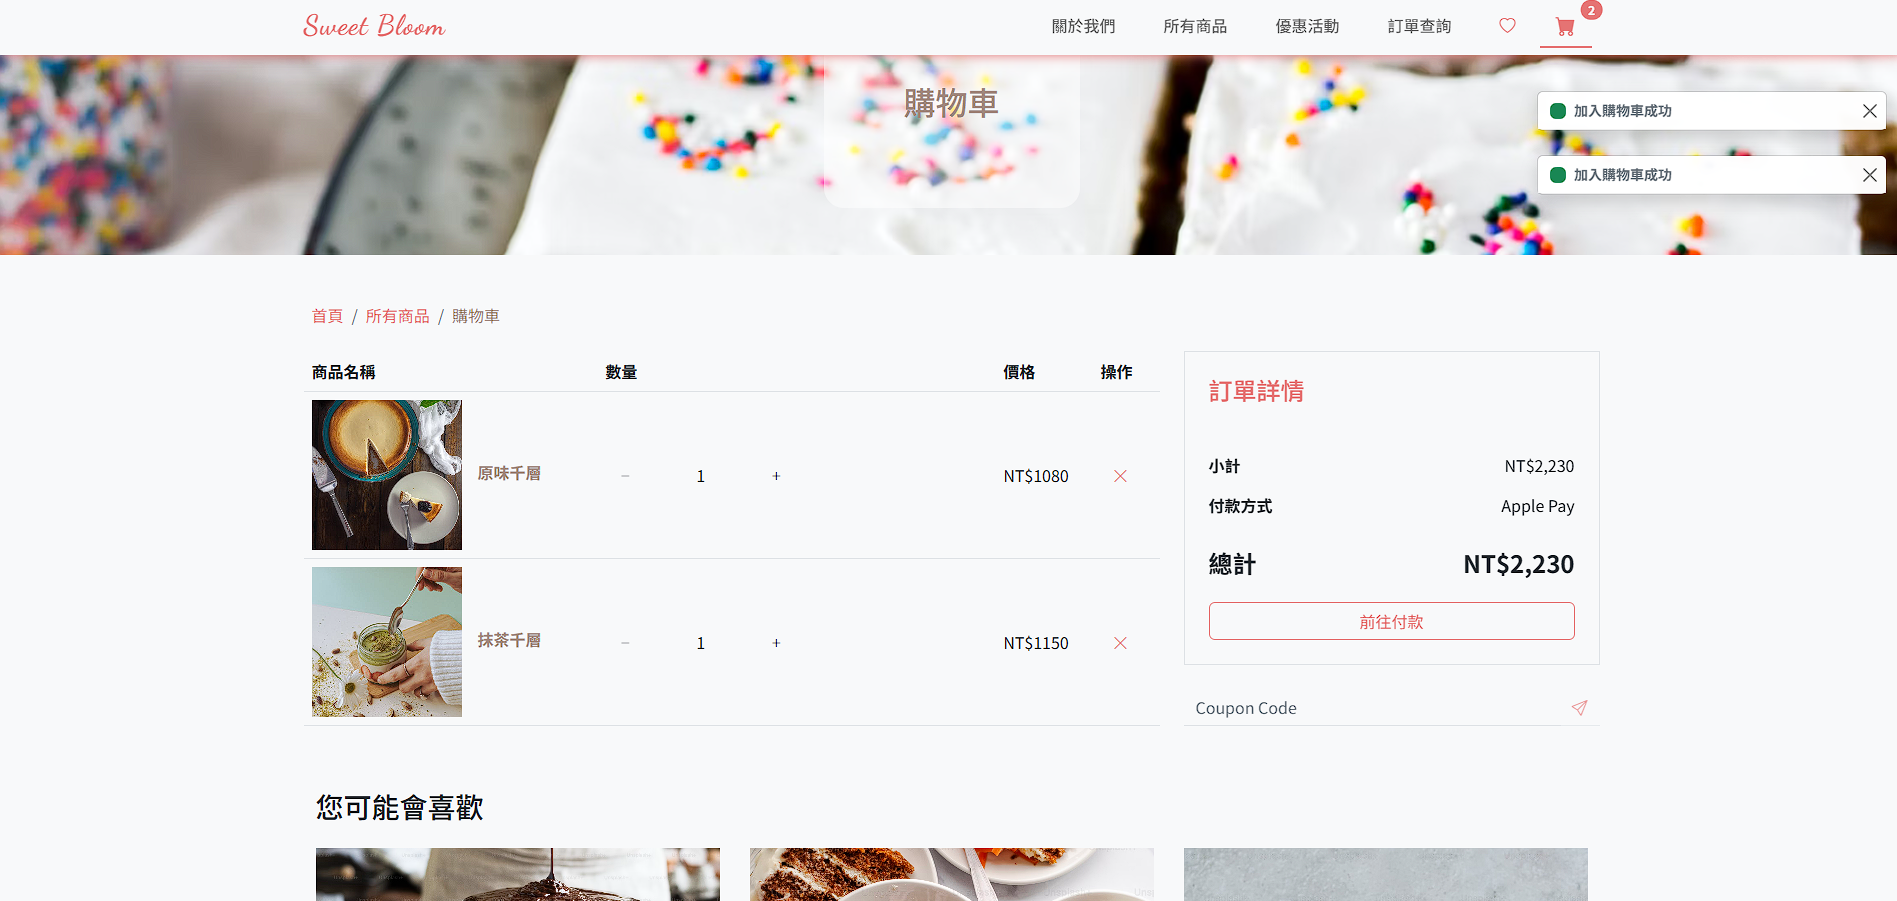 Sweet Bloom
關於我們
所有商品
優惠活動
訂單查詢
2
購物車
加入購物車成功
加入購物車成功
首頁 / 所有商品 / 購物車
商品名稱 數量 價格 操作
原味千層 − 1 + NT$1080
抹茶千層 − 1 + NT$1150
訂單詳情
小計 NT$2,230
付款方式 Apple Pay
總計 NT$2,230
前往付款
Coupon Code
您可能會喜歡